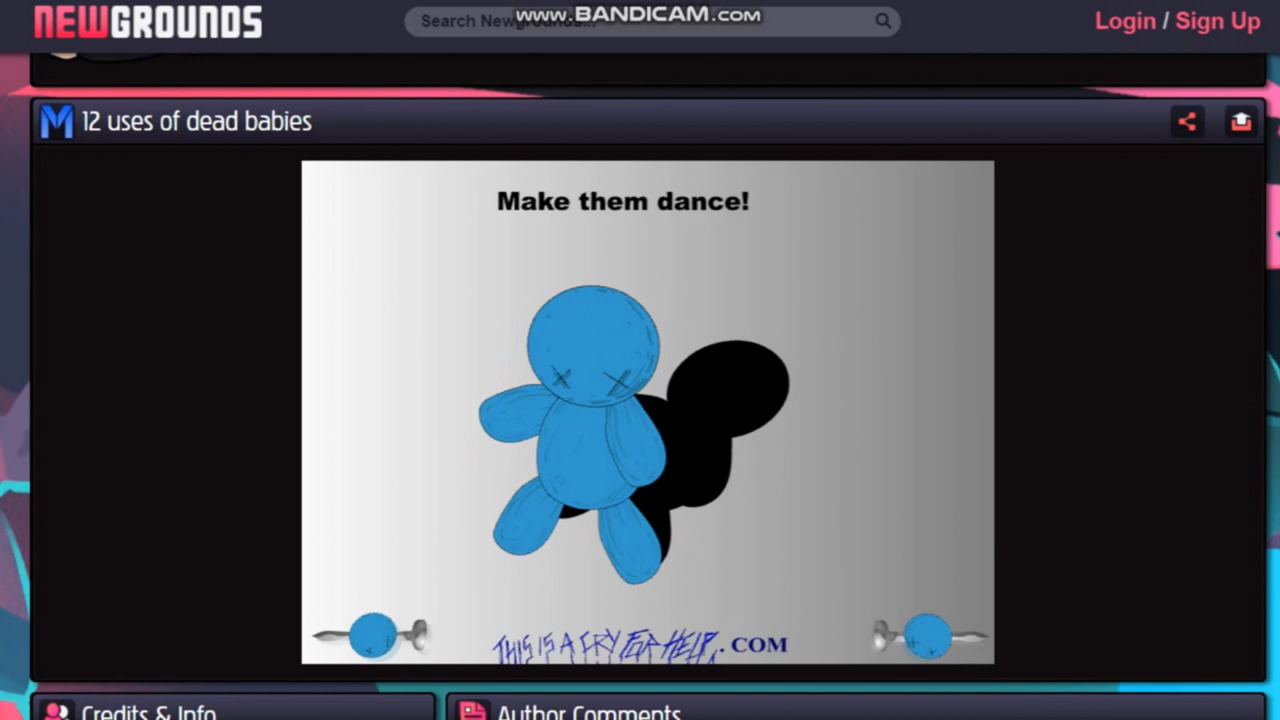 www.BANDICAM.com
NEWGROUNDS
Search Newgrounds...
Login / Sign Up
12 uses of dead babies
Make them dance!
THIS IS A CRY FOR HELP.COM
Credits & Info
Author Comments